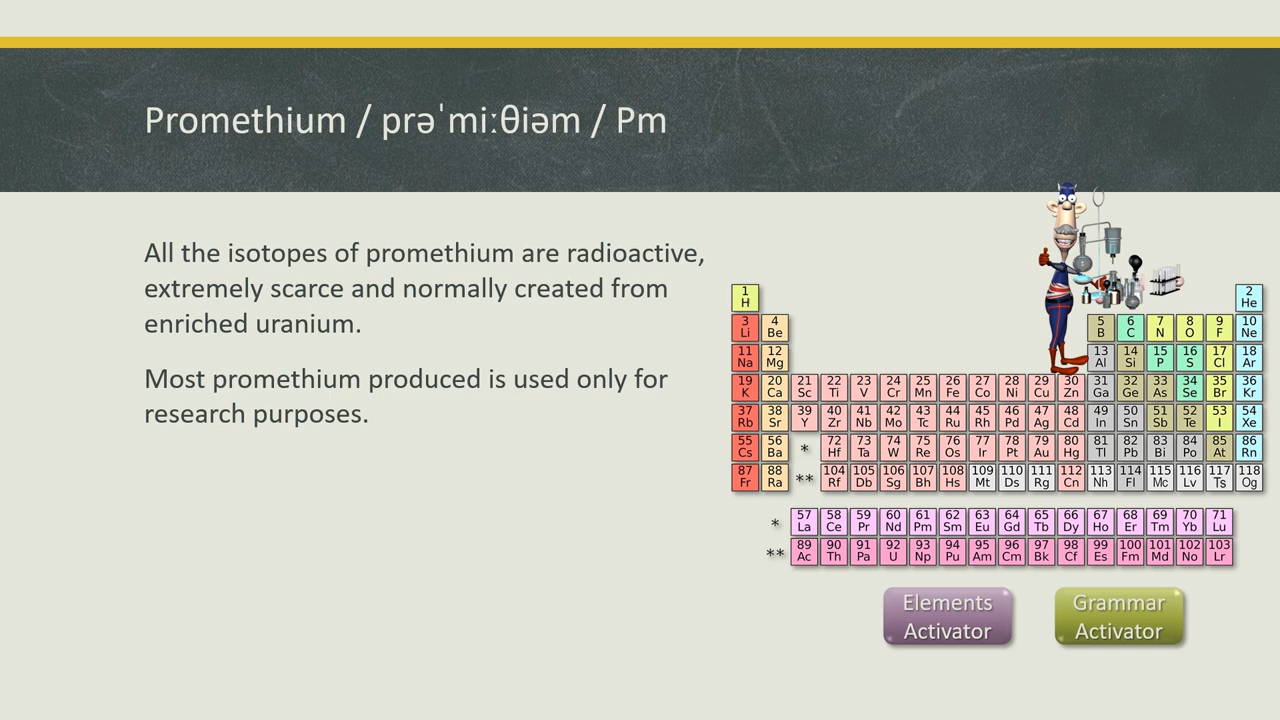 Promethium / prəˈmiːθiəm / Pm
All the isotopes of promethium are radioactive,
extremely scarce and normally created from
enriched uranium.
Most promethium produced is used only for
research purposes.
1 2
H He
3 4 5 6 7 8 9 10
Li Be B C N O F Ne
11 12 13 14 15 16 17 18
Na Mg Al Si P S Cl Ar
19 20 21 22 23 24 25 26 27 28 29 30 31 32 33 34 35 36
K Ca Sc Ti V Cr Mn Fe Co Ni Cu Zn Ga Ge As Se Br Kr
37 38 39 40 41 42 43 44 45 46 47 48 49 50 51 52 53 54
Rb Sr Y Zr Nb Mo Tc Ru Rh Pd Ag Cd In Sn Sb Te I Xe
55 56 * 72 73 74 75 76 77 78 79 80 81 82 83 84 85 86
Cs Ba Hf Ta W Re Os Ir Pt Au Hg Tl Pb Bi Po At Rn
87 88 ** 104 105 106 107 108 109 110 111 112 113 114 115 116 117 118
Fr Ra Rf Db Sg Bh Hs Mt Ds Rg Cn Nh Fl Mc Lv Ts Og
* 57 58 59 60 61 62 63 64 65 66 67 68 69 70 71
La Ce Pr Nd Pm Sm Eu Gd Tb Dy Ho Er Tm Yb Lu
** 89 90 91 92 93 94 95 96 97 98 99 100 101 102 103
Ac Th Pa U Np Pu Am Cm Bk Cf Es Fm Md No Lr
Elements
Activator
Grammar
Activator